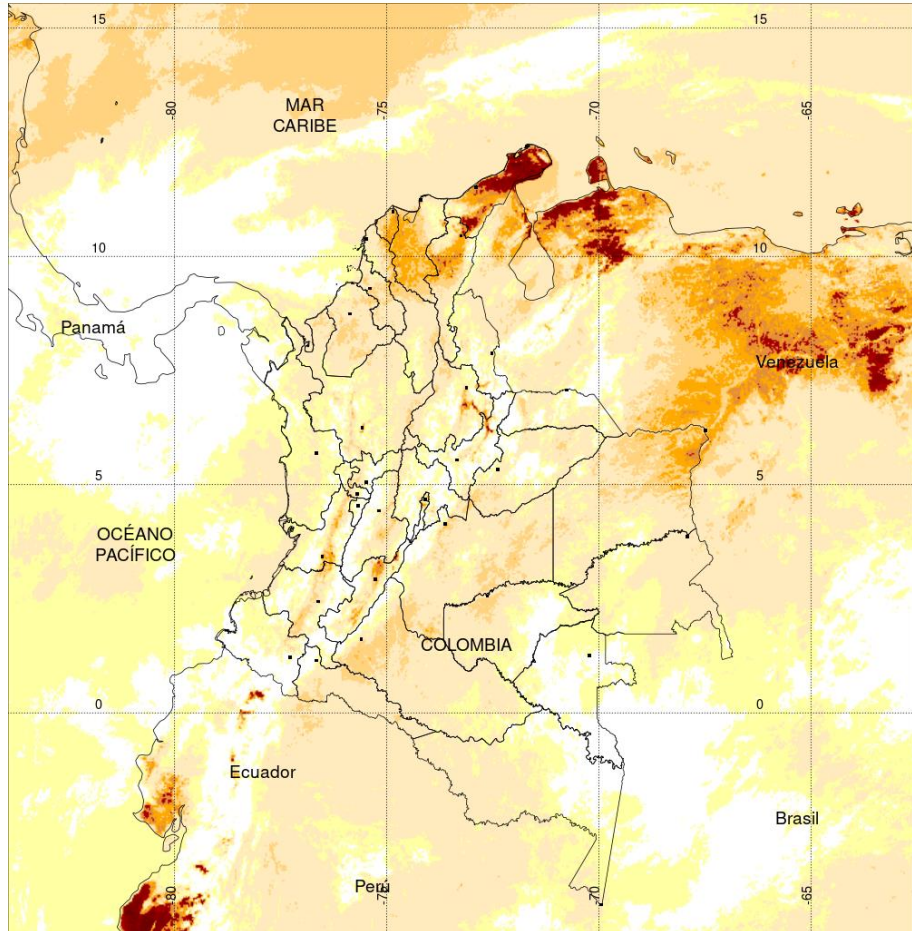 15
15
-80
-75
-70
-65
MAR
CARIBE
10
10
Panamá
Venezuela
5
5
OCÉANO
PACÍFICO
COLOMBIA
0
0
Ecuador
Brasil
Perú
-80
-75
-70
-65